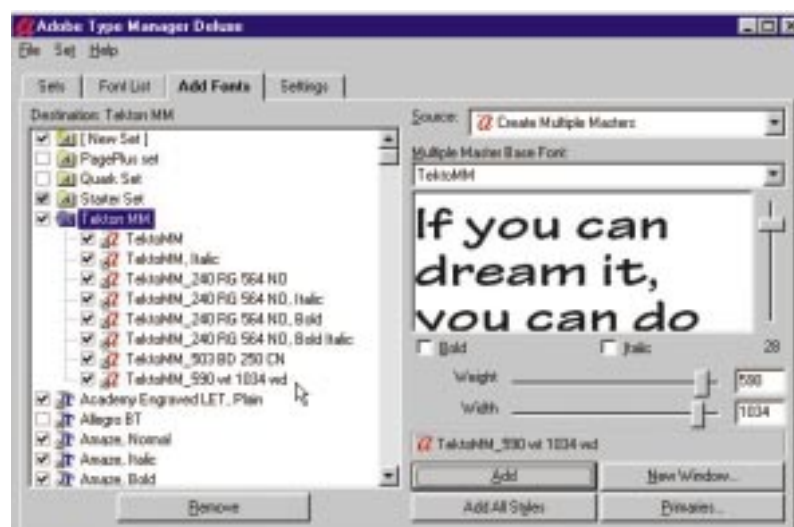 Adobe Type Manager Deluxe
File Set Help
Sets Font List Add Fonts Settings
Destination: Tekton MM
[ New Set ]
PagePlus set
Quark Set
Starter Set
Tekton MM
TektoMM
TektoMM, Italic
TektoMM_240 RG 564 NO
TektoMM_240 RG 564 NO, Italic
TektoMM_240 RG 564 NO, Bold
TektoMM_240 RG 564 NO, Bold Italic
TektoMM_503 BD 250 CN
TektoMM_590 wt 1034 wd
Academy Engraved LET, Plain
Allegro BT
Amaze, Normal
Amaze, Italic
Amaze, Bold
Remove
Source: Create Multiple Masters
Multiple Master Base Font:
TektoMM
If you can
dream it,
you can do
Bold Italic 28
Weight 590
Width 1034
TektoMM_590 wt 1034 wd
Add New Window...
Add All Styles Primaries...